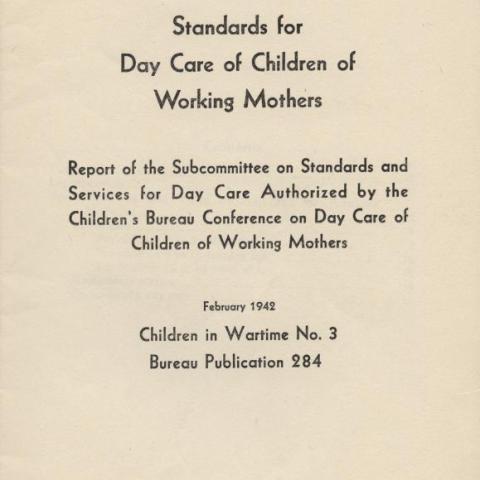 Standards for
Day Care of Children of
Working Mothers
Report of the Subcommittee on Standards and
Services for Day Care Authorized by the
Children's Bureau Conference on Day Care of
Children of Working Mothers
February 1942
Children in Wartime No. 3
Bureau Publication 284